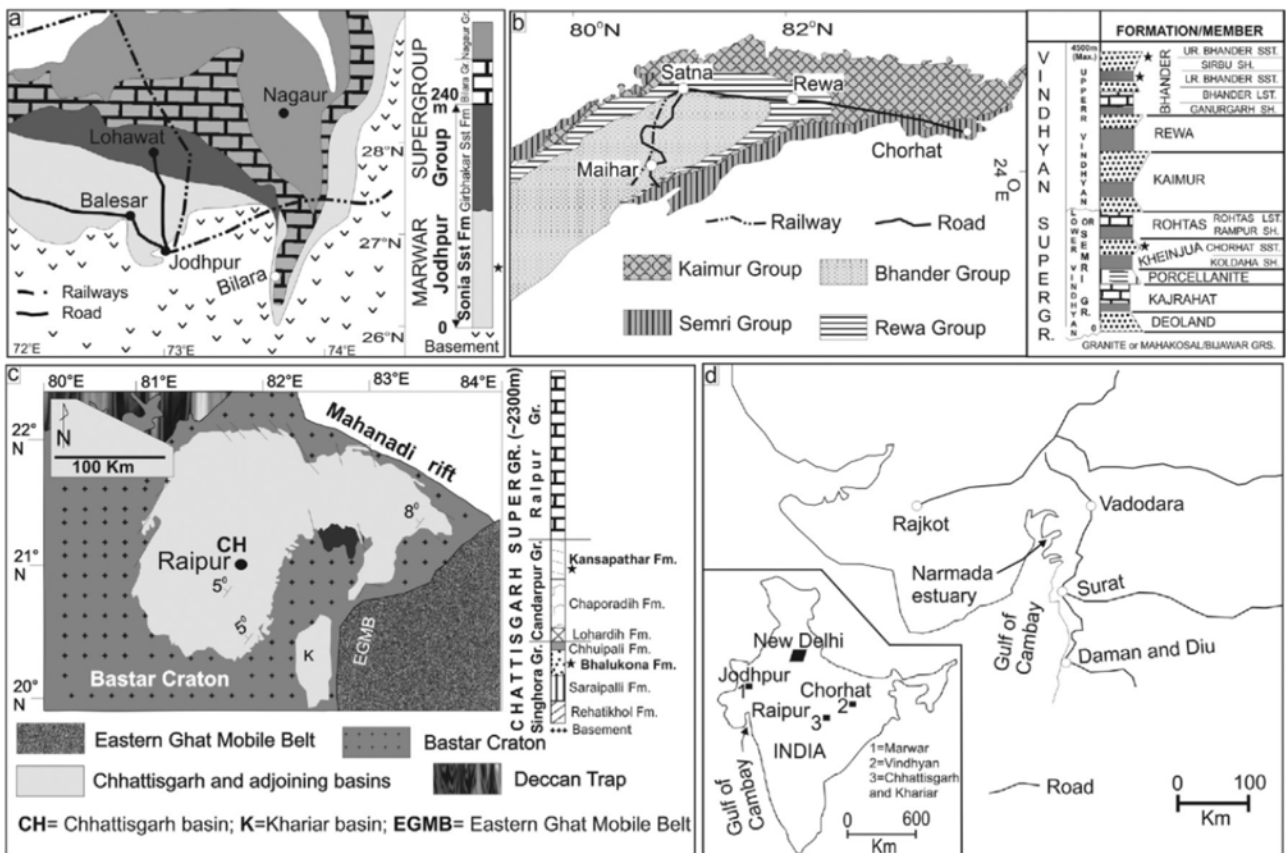 a
Nagaur
Lohawat
Balesar
Jodhpur
Bilara
Railways
Road
28°N
27°N
26°N
72°E
73°E
74°E
MARWAR SUPERGROUP
Jodhpur Group
Nagaur Gr.
Bilara Gr.
240 m
Girbhakar Sst Fm
Sonia Sst Fm
0
Basement
b
80°N
82°N
Satna
Rewa
Maihar
Chorhat
24°E
Railway
Road
Kaimur Group
Bhander Group
Semri Group
Rewa Group
FORMATION/MEMBER
VINDHYAN SUPERGR.
4500m (Max.)
UPPER VINDHYAN
LOWER VINDHYAN
OR SEMRI GR.
0
BHANDER
UR. BHANDER SST.
SIRBU SH.
LR. BHANDER SST
BHANDER LST.
GANURGARH SH.
REWA
KAIMUR
ROHTAS
ROHTAS LST.
RAMPUR SH.
KHEINJUA
CHORHAT SST.
KOLDAHA SH.
PORCELLANITE
KAJRAHAT
DEOLAND
GRANITE or MAHAKOSAL/BIJAWAR GRS.
c
80°E
81°E
82°E
83°E
84°E
22° N
21° N
20° N
N
100 Km
Mahanadi rift
CH
Raipur
8°
5°
5°
K
EGMB
Bastar Craton
CHATTISGARH SUPERGR. (~2300m)
Raipur Gr.
Candarpur Gr.
Singhora Gr.
Kansapathar Fm.
Chaporadih Fm.
Lohardih Fm.
Chhuipali Fm.
Bhalukona Fm.
Saraipalli Fm.
Rehatikhol Fm.
Basement
Eastern Ghat Mobile Belt
Bastar Craton
Chhattisgarh and adjoining basins
Deccan Trap
CH= Chhattisgarh basin; K=Khariar basin; EGMB= Eastern Ghat Mobile Belt
d
Rajkot
Vadodara
Narmada estuary
Surat
Gulf of Cambay
Daman and Diu
New Delhi
Jodhpur
1
Chorhat
2
Raipur
3
INDIA
Gulf of Cambay
1=Marwar
2=Vindhyan
3=Chhattisgarh
and Khariar
0 600
Km
Road
0 100
Km